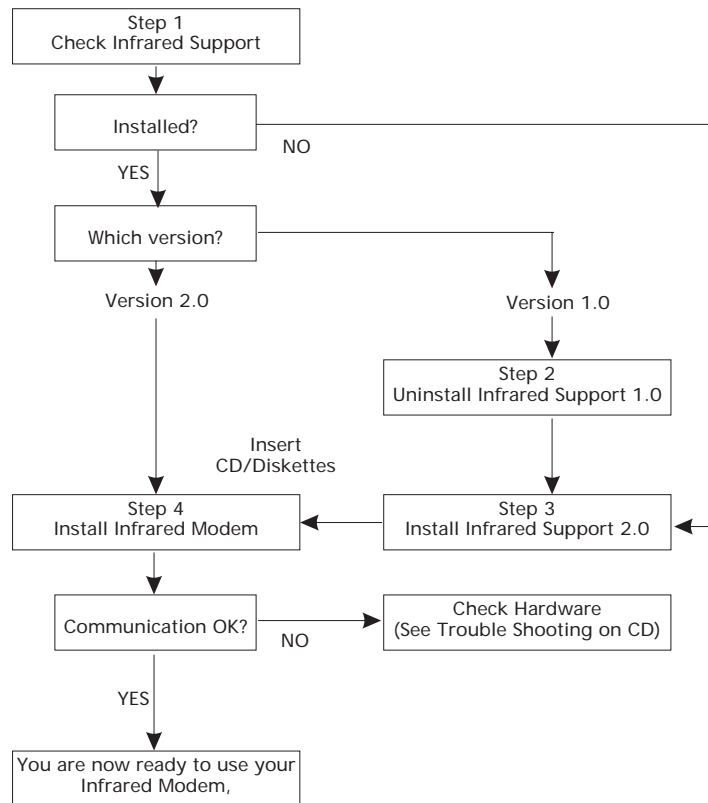 Step 1
Check Infrared Support
Installed?
NO
YES
Which version?
Version 2.0
Version 1.0
Step 2
Uninstall Infrared Support 1.0
Insert
CD/Diskettes
Step 4
Install Infrared Modem
Step 3
Install Infrared Support 2.0
Communication OK?
NO
Check Hardware
(See Trouble Shooting on CD)
YES
You are now ready to use your
Infrared Modem,